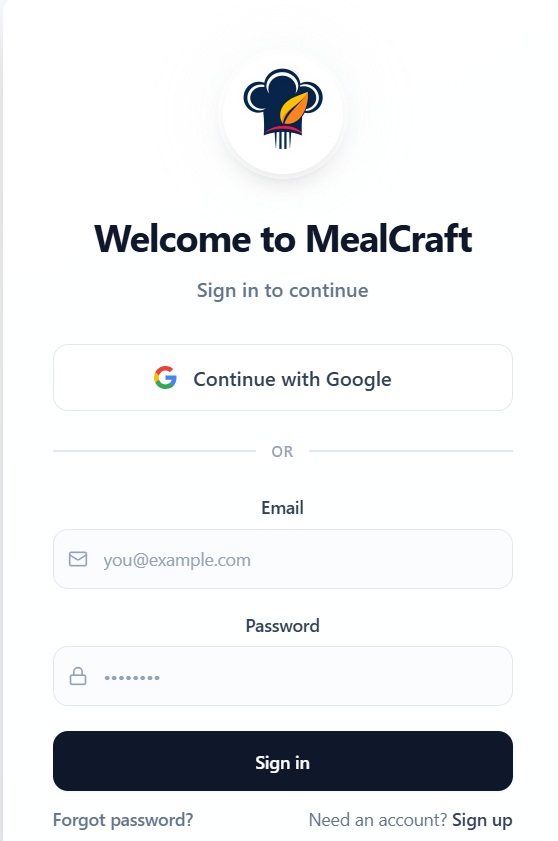 Welcome to MealCraft
Sign in to continue
Continue with Google
OR
Email
you@example.com
Password
••••••••
Sign in
Forgot password? Need an account? Sign up